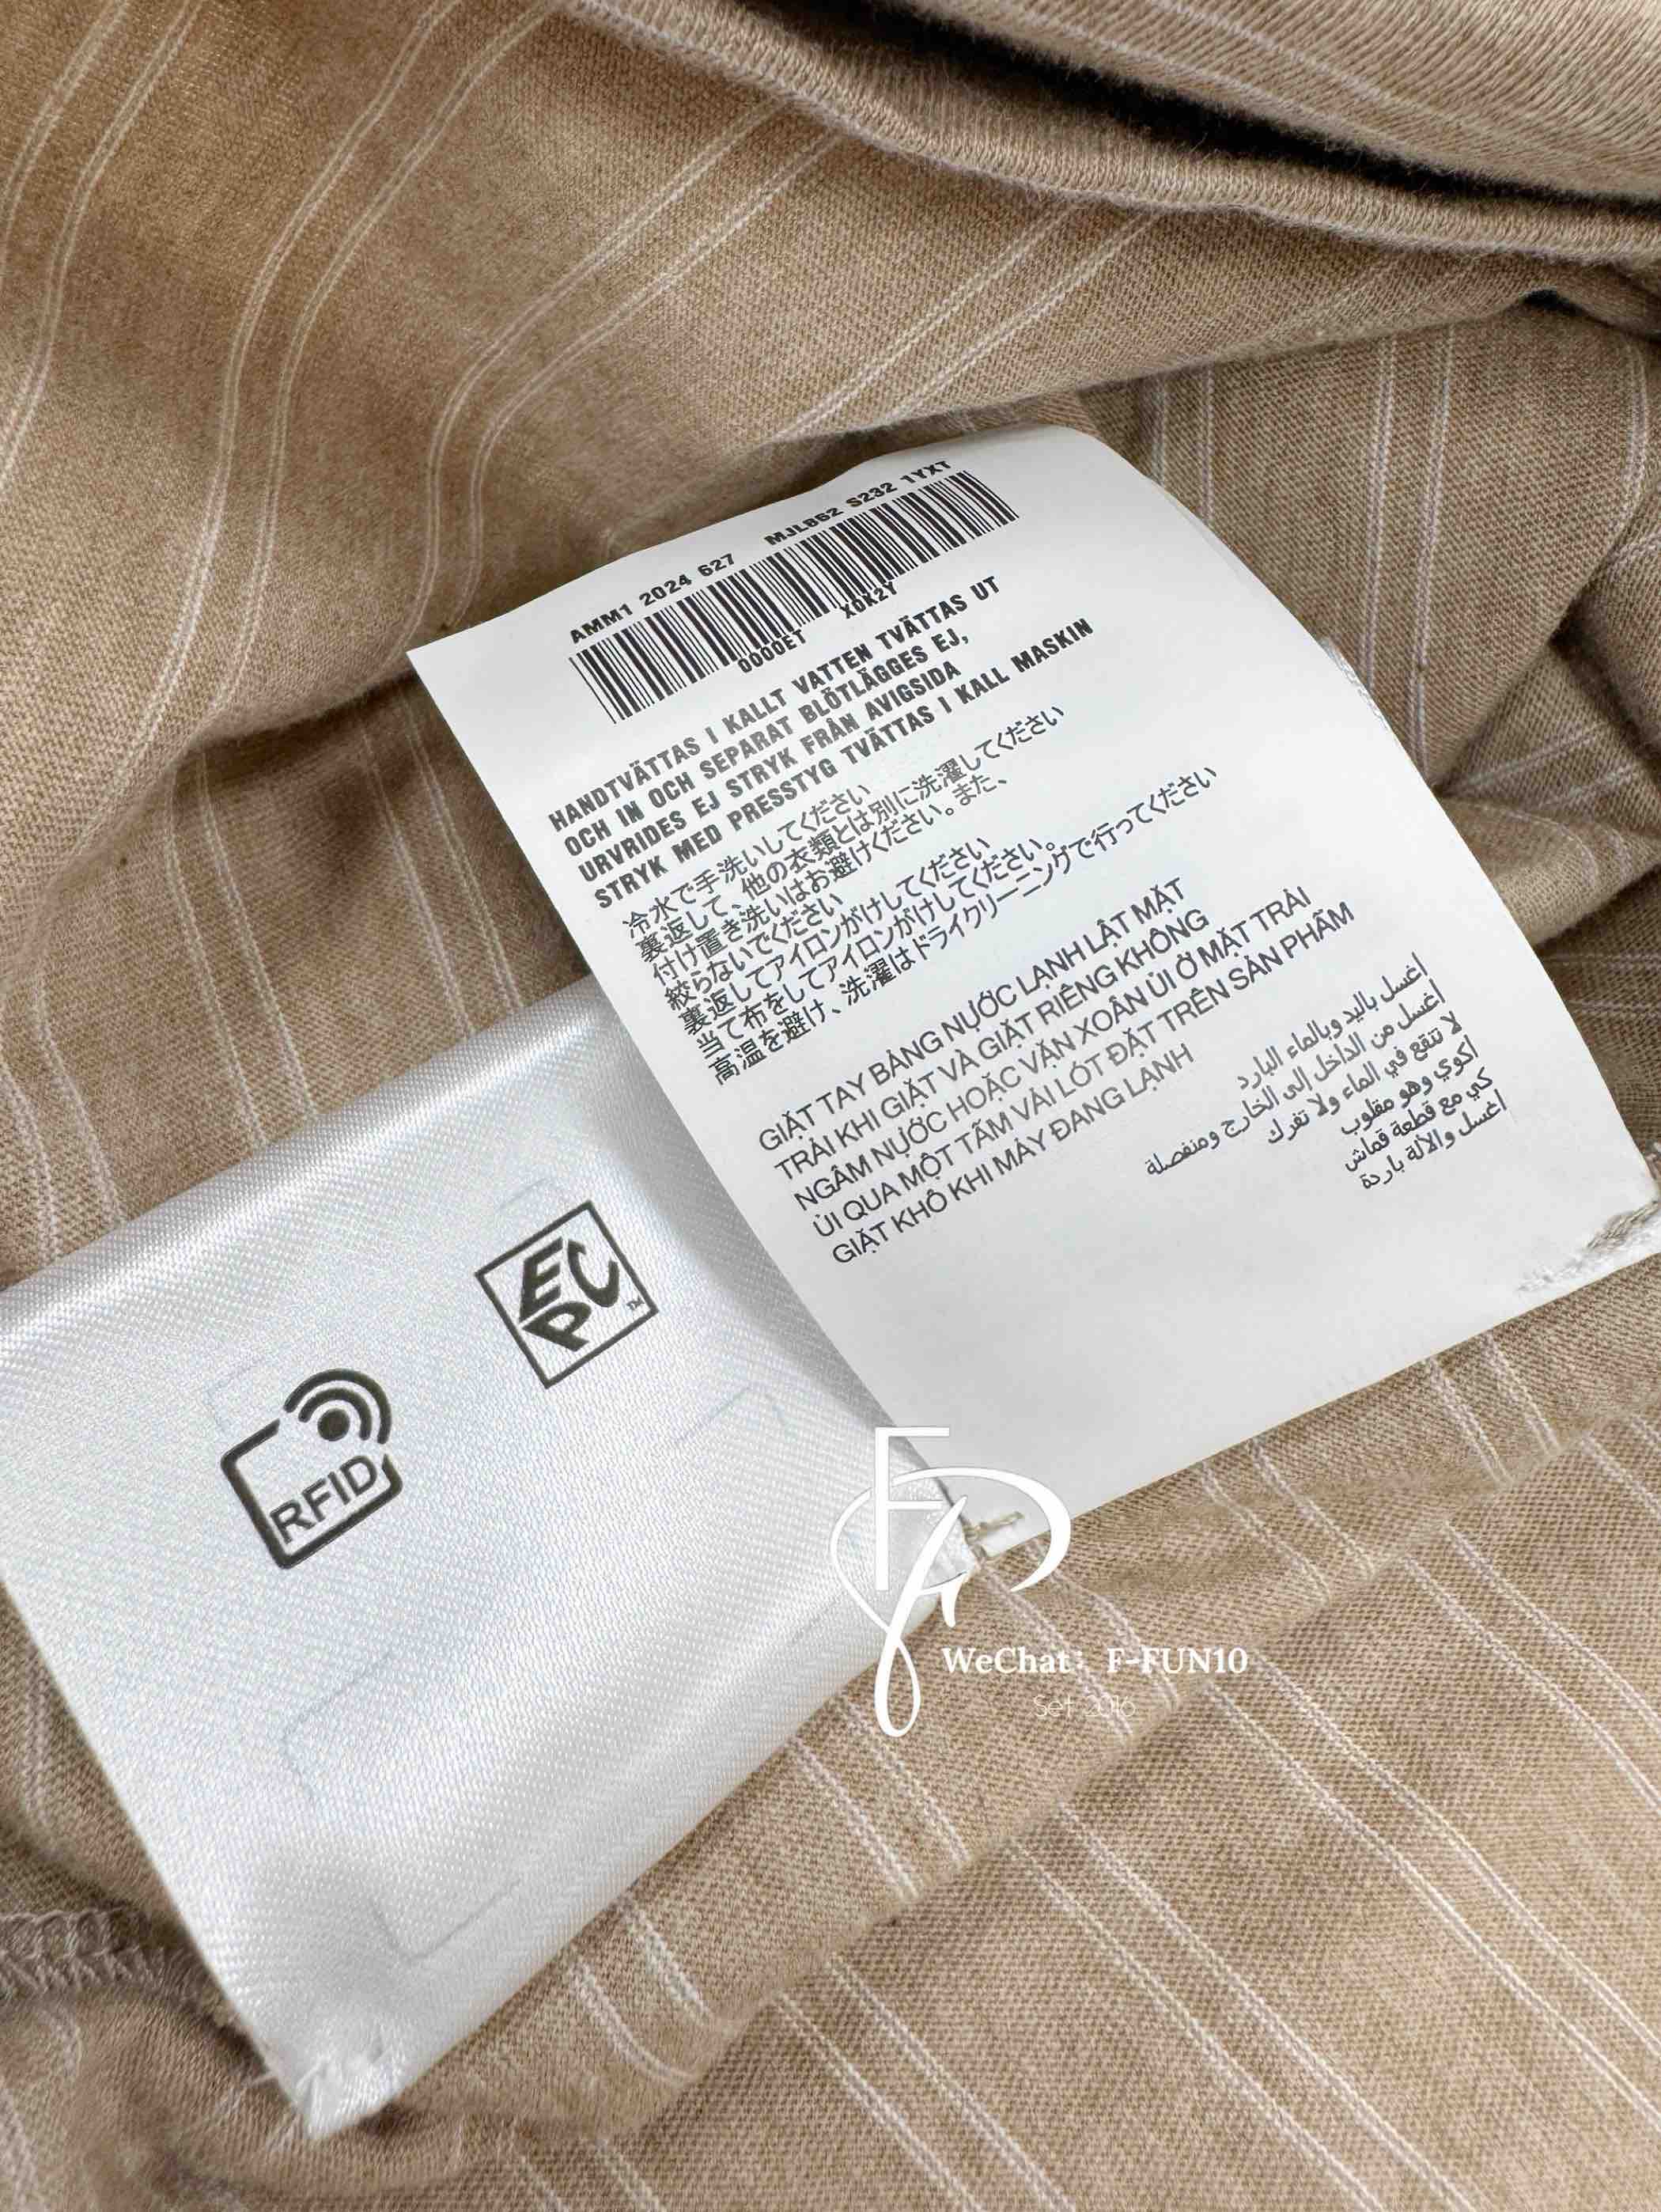 AMM1 2024 627 MJLB62 S232 1YXT
0000ET X0K2Y
HANDTVÄTTAS I KALLT VATTEN TVÄTTAS UT
OCH IN OCH SEPARAT BLÖTLÄGGES EJ,
URVRIDES EJ STRYK FRÅN AVIGSIDA
STRYK MED PRESSTYG TVÄTTAS I KALL MASKIN
冷水で手洗いしてください
裏返して、他の衣類とは別に洗濯してください
付け置き洗いはお避けください。また、
絞らないでください
裏返してアイロンがけしてください
当て布をしてアイロンがけしてください。
高温を避け、洗濯はドライクリーニングで行ってください
GIẶT TAY BẰNG NƯỚC LẠNH LẬT MẶT
TRÁI KHI GIẶT VÀ GIẶT RIÊNG KHÔNG
NGÂM NƯỚC HOẶC VẶN XOẮN ỦI Ở MẶT TRÁI
ỦI QUA MỘT TẤM VẢI LÓT ĐẶT TRÊN SẢN PHẨM
GIẶT KHÔ KHI MÁY ĐANG LẠNH
اغسل باليد وبالماء البارد
اغسل من الداخل إلى الخارج ومنفصلة
لا تنقع في الماء ولا تفرك
اكوي وهو مقلوب
كي مع قطعة قماش
اغسل والآلة باردة
EPC™
RFID
WeChat: F-FUN10
Set 2016